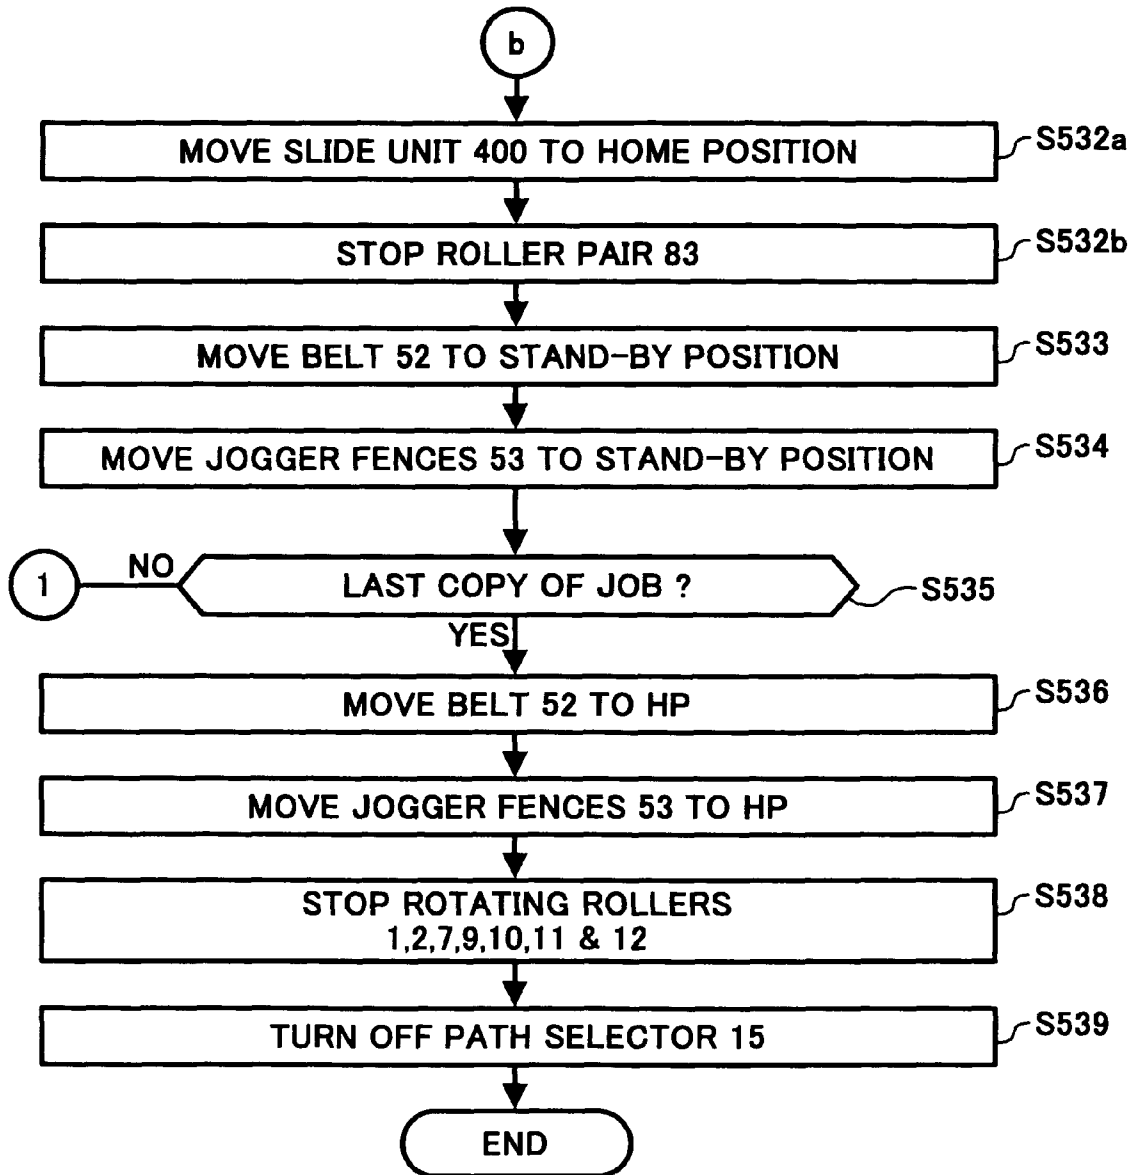 b
MOVE SLIDE UNIT 400 TO HOME POSITION
S532a
STOP ROLLER PAIR 83
S532b
MOVE BELT 52 TO STAND-BY POSITION
S533
MOVE JOGGER FENCES 53 TO STAND-BY POSITION
S534
1
NO
LAST COPY OF JOB ?
S535
YES
MOVE BELT 52 TO HP
S536
MOVE JOGGER FENCES 53 TO HP
S537
STOP ROTATING ROLLERS
1,2,7,9,10,11 & 12
S538
TURN OFF PATH SELECTOR 15
S539
END